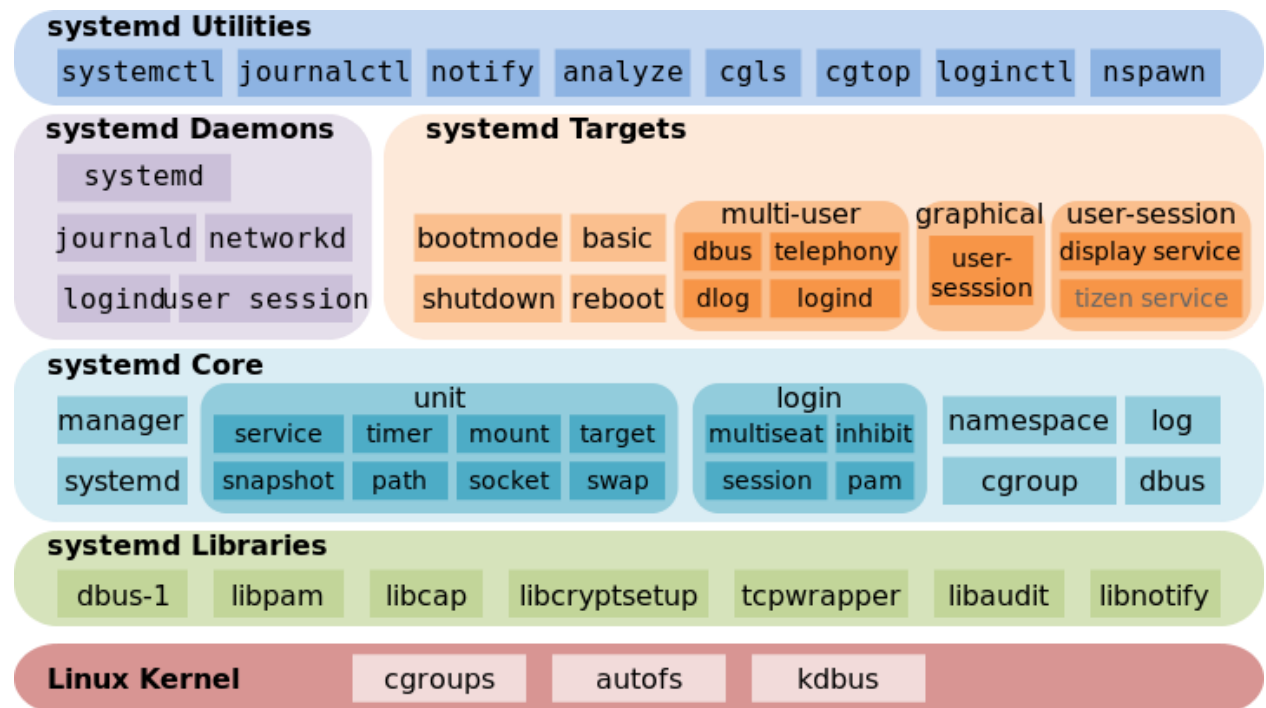 systemd Utilities
systemctl journalctl notify analyze cgls cgtop loginctl nspawn
systemd Daemons
systemd
journald networkd
logind user session
systemd Targets
bootmode basic
shutdown reboot
multi-user
dbus telephony
dlog logind
graphical
user-
sesssion
user-session
display service
tizen service
systemd Core
manager
systemd
unit
service timer mount target
snapshot path socket swap
login
multiseat inhibit
session pam
namespace log
cgroup dbus
systemd Libraries
dbus-1 libpam libcap libcryptsetup tcpwrapper libaudit libnotify
Linux Kernel cgroups autofs kdbus